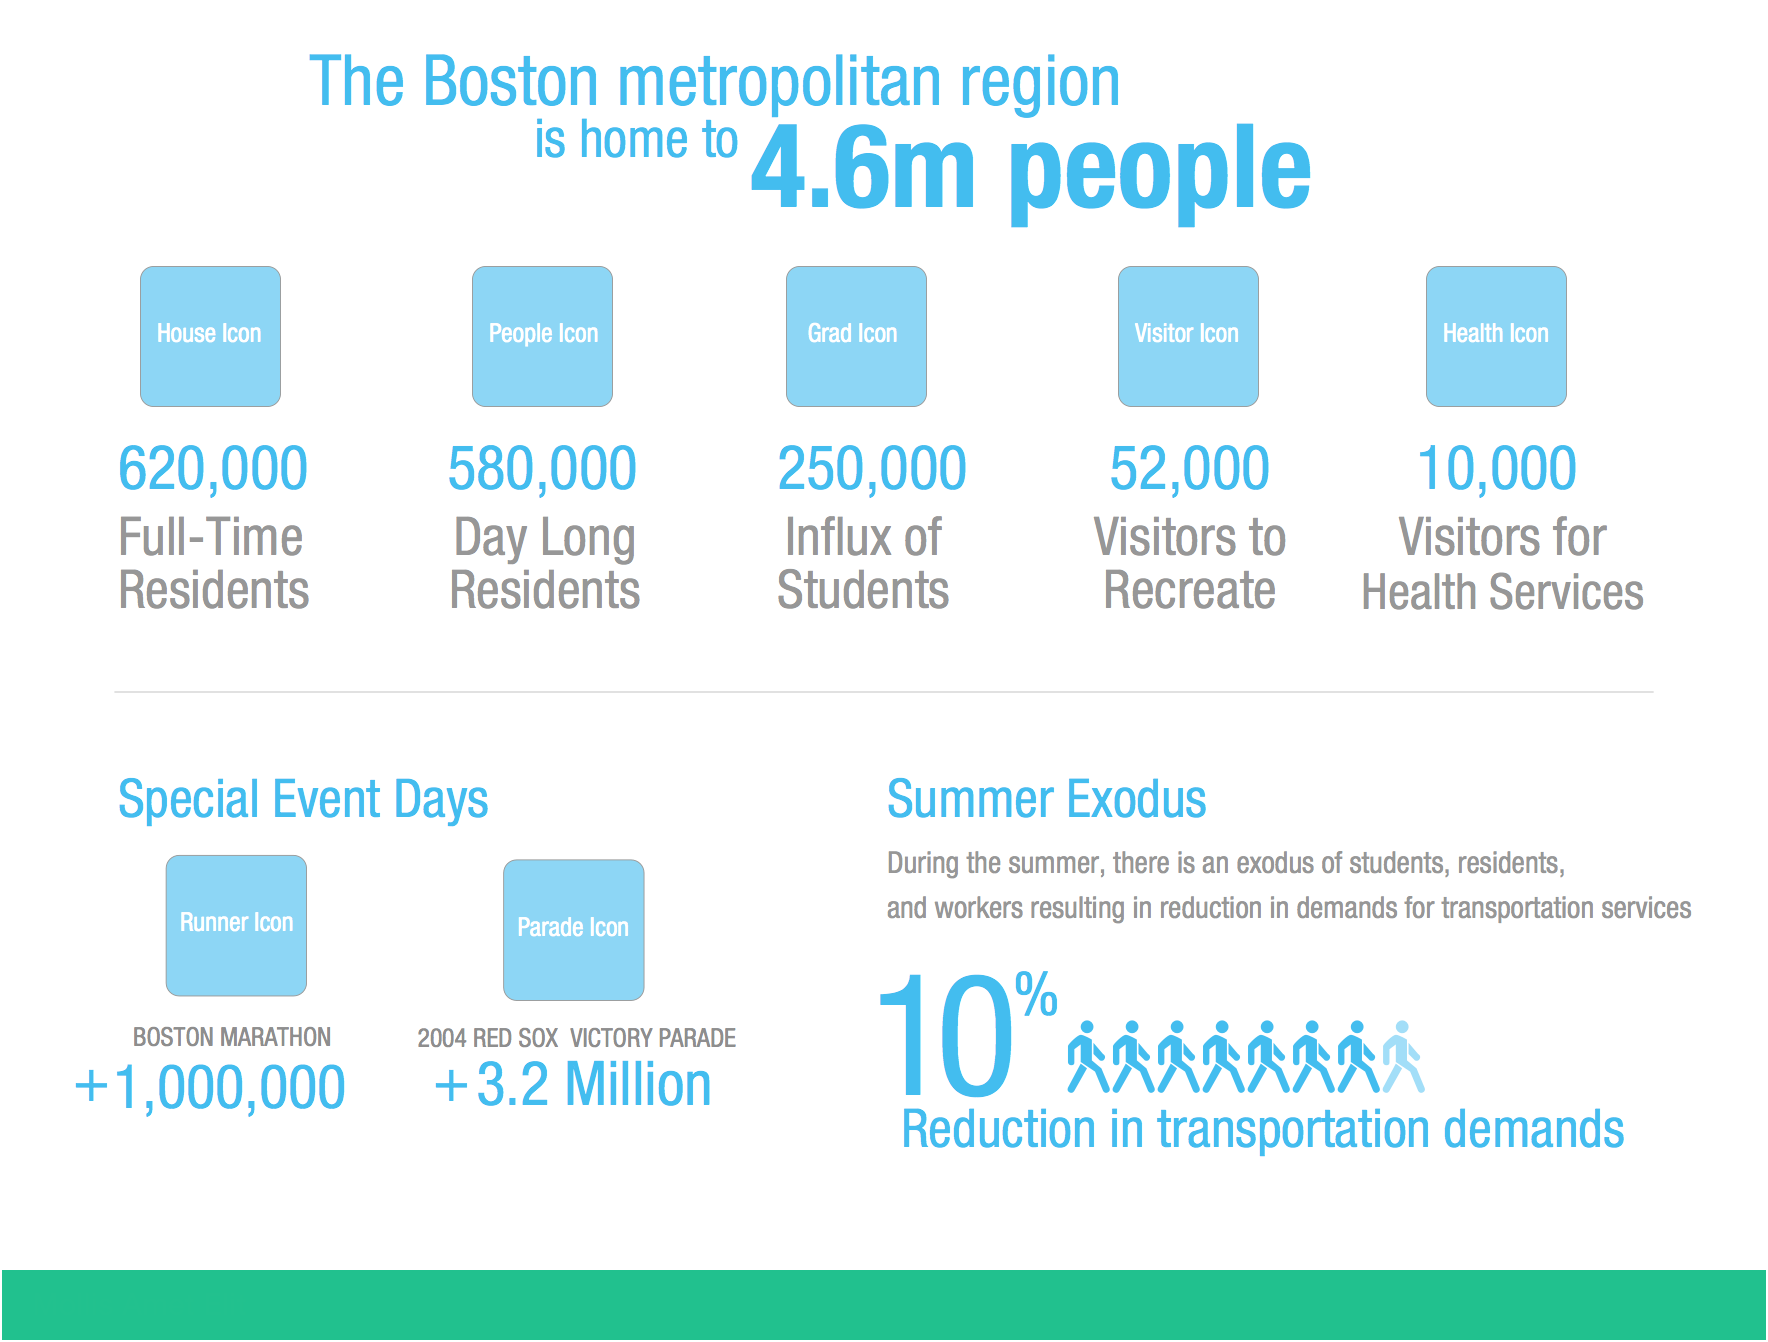 The Boston metropolitan region
is home to 4.6m people
House Icon
People Icon
Grad Icon
Visitor Icon
Health Icon
620,000
Full-Time
Residents
580,000
Day Long
Residents
250,000
Influx of
Students
52,000
Visitors to
Recreate
10,000
Visitors for
Health Services
Special Event Days
Runner Icon
BOSTON MARATHON
+1,000,000
Parade Icon
2004 RED SOX VICTORY PARADE
+3.2 Million
Summer Exodus
During the summer, there is an exodus of students, residents,
and workers resulting in reduction in demands for transportation services
10%
Reduction in transportation demands